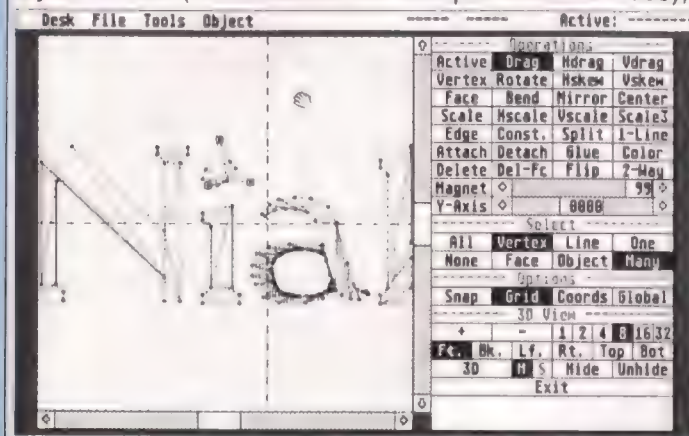 Desk File Tools Object Active:
Operations
Active Drag Hdrag Vdrag
Vertex Rotate Hskew Vskew
Face Bend Mirror Center
Scale Hscale Vscale Scale3
Edge Const. Split 1-Line
Attach Detach Glue Color
Delete Del-Fc Flip 2-Way
Magnet 99
Y-Axis 0000
Select
All Vertex Line One
None Face Object Many
Options
Snap Grid Coords Global
3D View
+ - 1 2 4 8 16 32
Ft. Bk. Lf. Rt. Top Bot
3D H S Hide Unhide
Exit